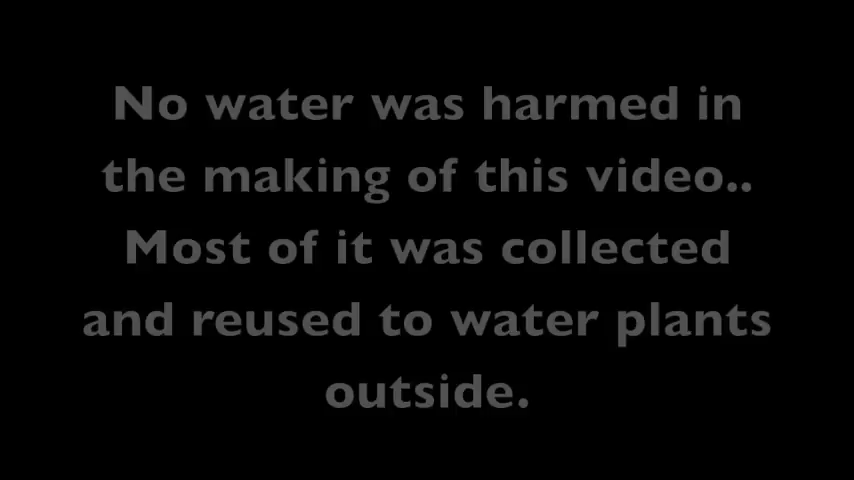 No water was harmed in
the making of this video..
Most of it was collected
and reused to water plants
outside.